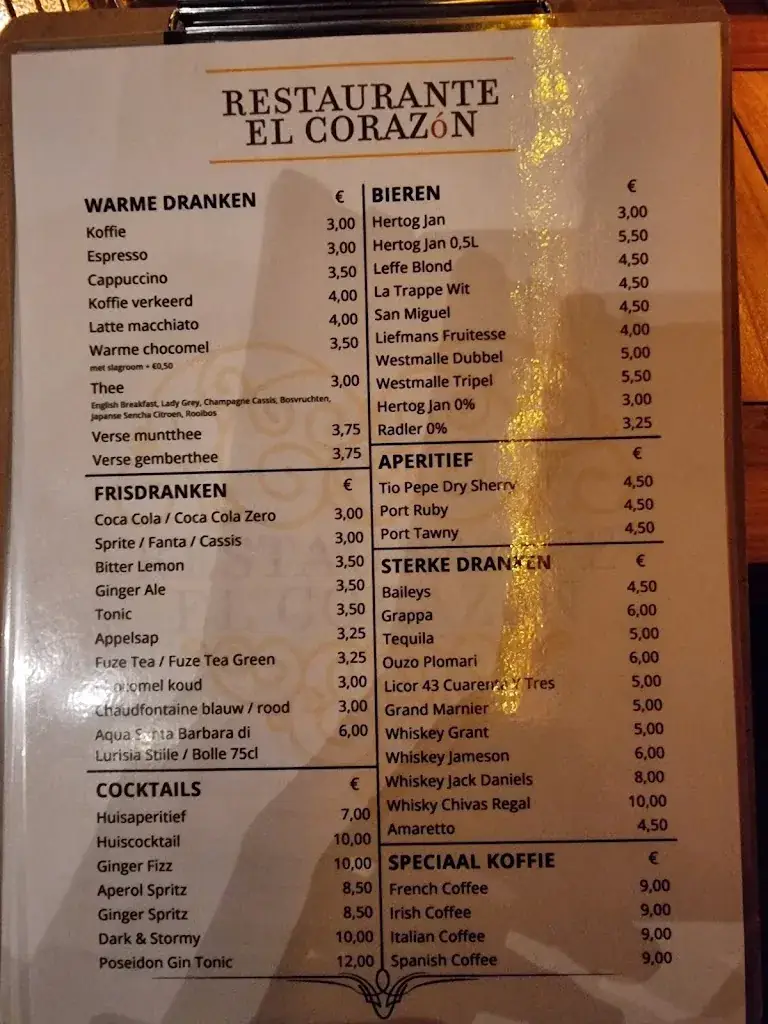 RESTAURANTE
EL CORAZóN
WARME DRANKEN €
Koffie 3,00
Espresso 3,00
Cappuccino 3,50
Koffie verkeerd 4,00
Latte macchiato 4,00
Warme chocomel 3,50
met slagroom + €0,50
Thee 3,00
English Breakfast, Lady Grey, Champagne Cassis, Bosvruchten,
Japanse Sencha Citroen, Rooibos
Verse muntthee 3,75
Verse gemberthee 3,75
FRISDRANKEN €
Coca Cola / Coca Cola Zero 3,00
Sprite / Fanta / Cassis 3,00
Bitter Lemon 3,50
Ginger Ale 3,50
Tonic 3,50
Appelsap 3,25
Fuze Tea / Fuze Tea Green 3,25
Chocomel koud 3,00
Chaudfontaine blauw / rood 3,00
Aqua Santa Barbara di 6,00
Lurisia Stiile / Bolle 75cl
COCKTAILS €
Huisaperitief 7,00
Huiscocktail 10,00
Ginger Fizz 10,00
Aperol Spritz 8,50
Ginger Spritz 8,50
Dark & Stormy 10,00
Poseidon Gin Tonic 12,00
BIEREN €
Hertog Jan 3,00
Hertog Jan 0,5L 5,50
Leffe Blond 4,50
La Trappe Wit 4,50
San Miguel 4,50
Liefmans Fruitesse 4,00
Westmalle Dubbel 5,00
Westmalle Tripel 5,50
Hertog Jan 0% 3,00
Radler 0% 3,25
APERITIEF €
Tio Pepe Dry Sherry 4,50
Port Ruby 4,50
Port Tawny 4,50
STERKE DRANKEN €
Baileys 4,50
Grappa 6,00
Tequila 5,00
Ouzo Plomari 6,00
Licor 43 Cuarenta Y Tres 5,00
Grand Marnier 5,00
Whiskey Grant 5,00
Whiskey Jameson 6,00
Whiskey Jack Daniels 8,00
Whisky Chivas Regal 10,00
Amaretto 4,50
SPECIAAL KOFFIE €
French Coffee 9,00
Irish Coffee 9,00
Italian Coffee 9,00
Spanish Coffee 9,00